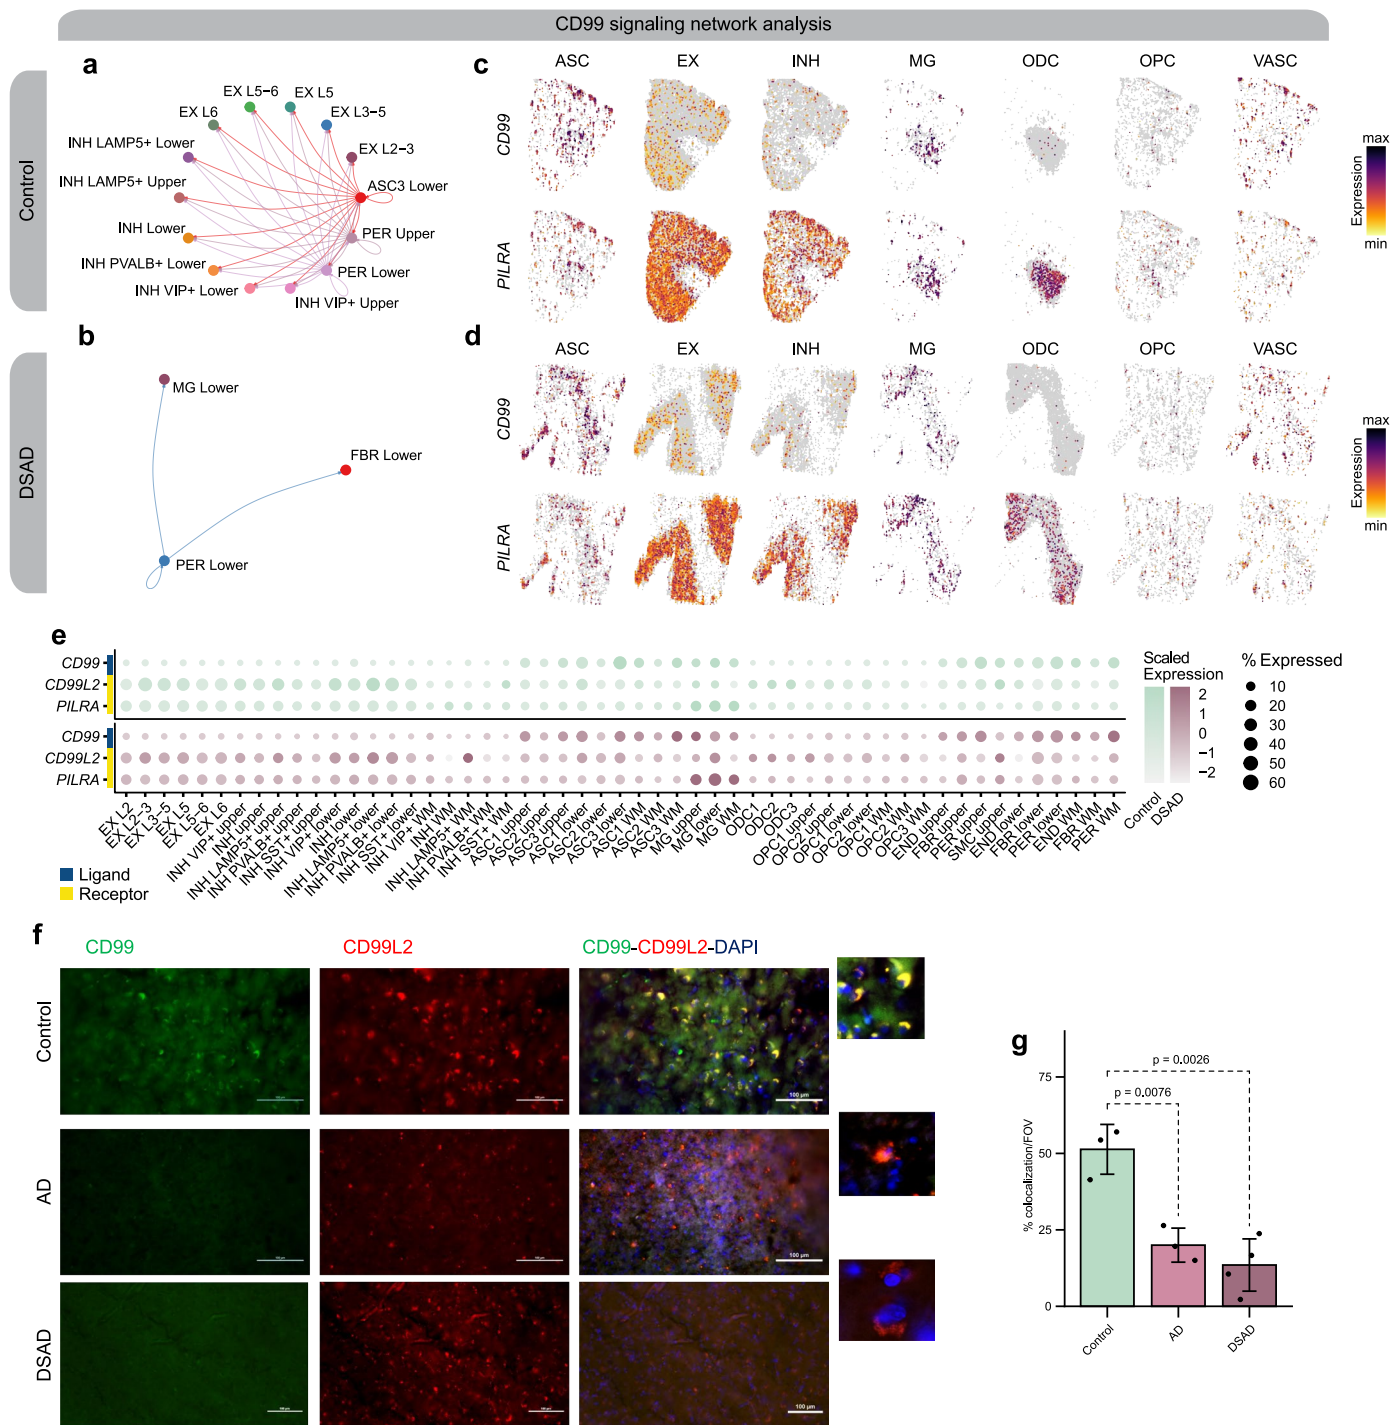 CD99 signaling network analysis
Control
a
EX L5−6
EX L5
EX L6
EX L3−5
INH LAMP5+ Lower
EX L2−3
INH LAMP5+ Upper
ASC3 Lower
INH Lower
PER Upper
INH PVALB+ Lower
PER Lower
INH VIP+ Lower
INH VIP+ Upper
c
ASC EX INH MG ODC OPC VASC
CD99
PILRA
max
Expression
min
DSAD
b
MG Lower
FBR Lower
PER Lower
d
ASC EX INH MG ODC OPC VASC
CD99
PILRA
max
Expression
min
e
CD99
CD99L2
PILRA
CD99
CD99L2
PILRA
EX L2
EX L2−3
EX L3−5
EX L5
EX L5−6
EX L6
INH VIP+ upper
INH upper
INH LAMP5+ upper
INH PVALB+ upper
INH SST+ upper
INH VIP+ lower
INH lower
INH LAMP5+ lower
INH PVALB+ lower
INH SST+ lower
INH VIP+ WM
INH WM
INH LAMP5+ WM
INH PVALB+ WM
INH SST+ WM
ASC1 upper
ASC2 upper
ASC3 upper
ASC1 lower
ASC2 lower
ASC3 lower
ASC1 WM
ASC2 WM
ASC3 WM
MG upper
MG lower
MG WM
ODC1
ODC2
ODC3
OPC1 upper
OPC2 upper
OPC1 lower
OPC2 lower
OPC1 WM
OPC2 WM
OPC3 WM
END upper
FBR upper
PER upper
SMC upper
END lower
FBR lower
PER lower
END WM
FBR WM
PER WM
Scaled
Expression
2
1
0
−1
−2
Control
DSAD
% Expressed
10
20
30
40
50
60
Ligand
Receptor
f
CD99
CD99L2
CD99-CD99L2-DAPI
Control
100 μm
AD
100 μm
DSAD
100 μm
g
% colocalization/FOV
75
50
25
0
p = 0.0026
p = 0.0076
Control
AD
DSAD